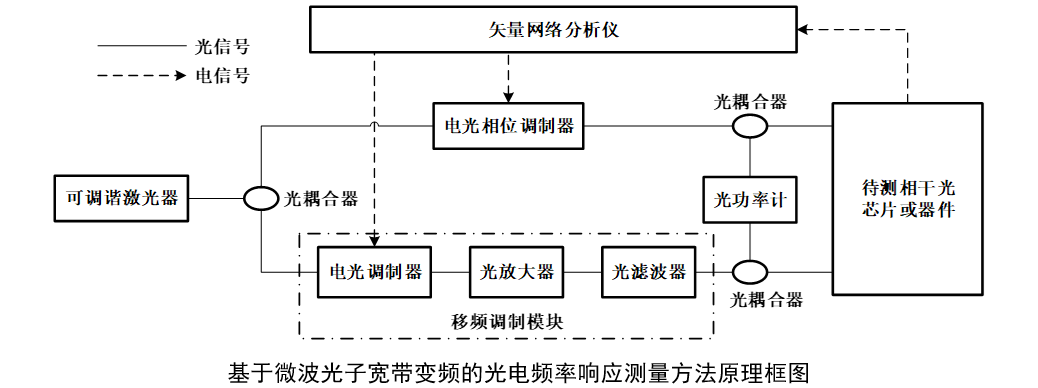 矢量网络分析仪
光信号
电信号
光耦合器
电光相位调制器
可调谐激光器
光耦合器
光功率计
待测相干光
芯片或器件
电光调制器
光放大器
光滤波器
光耦合器
移频调制模块
基于微波光子宽带变频的光电频率响应测量方法原理框图